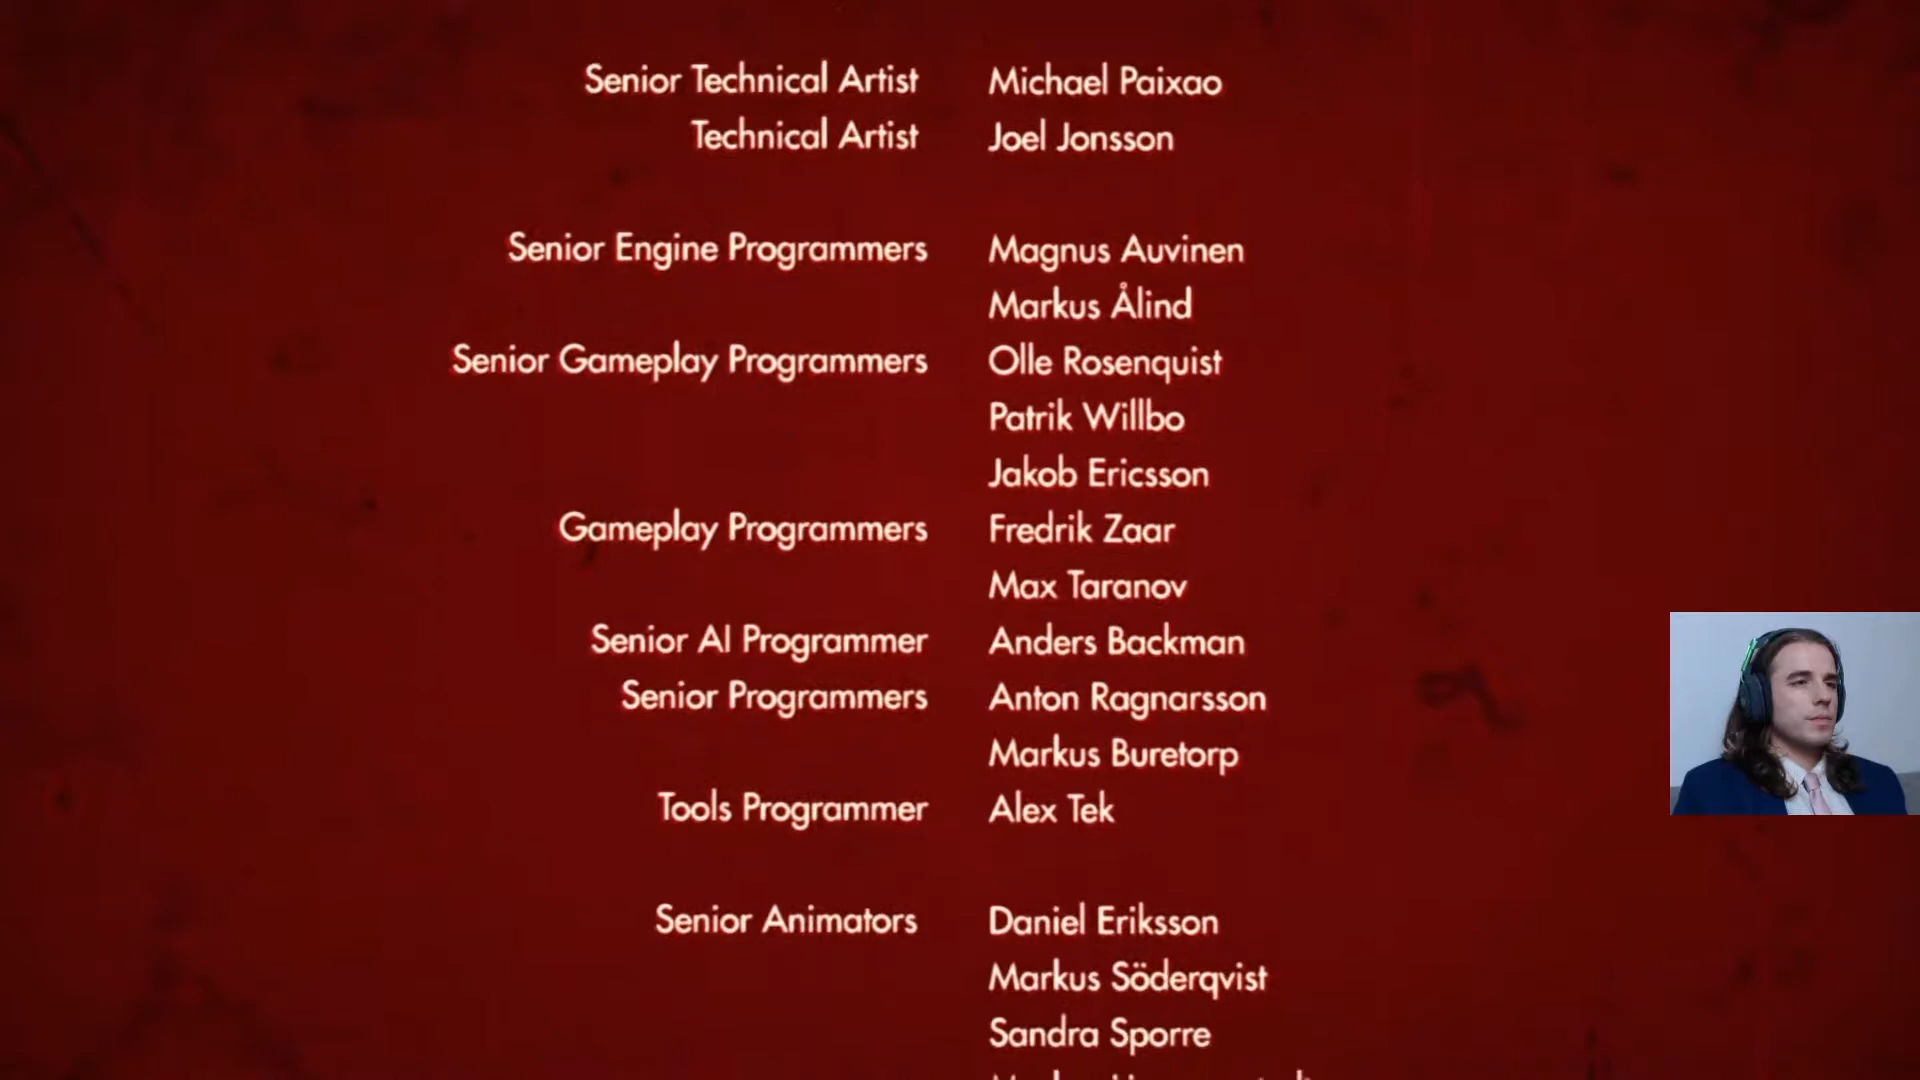 Senior Technical Artist Michael Paixao
Technical Artist Joel Jonsson
Senior Engine Programmers Magnus Auvinen
Markus Ålind
Senior Gameplay Programmers Olle Rosenquist
Patrik Willbo
Jakob Ericsson
Gameplay Programmers Fredrik Zaar
Max Taranov
Senior AI Programmer Anders Backman
Senior Programmers Anton Ragnarsson
Markus Buretorp
Tools Programmer Alex Tek
Senior Animators Daniel Eriksson
Markus Söderqvist
Sandra Sporre